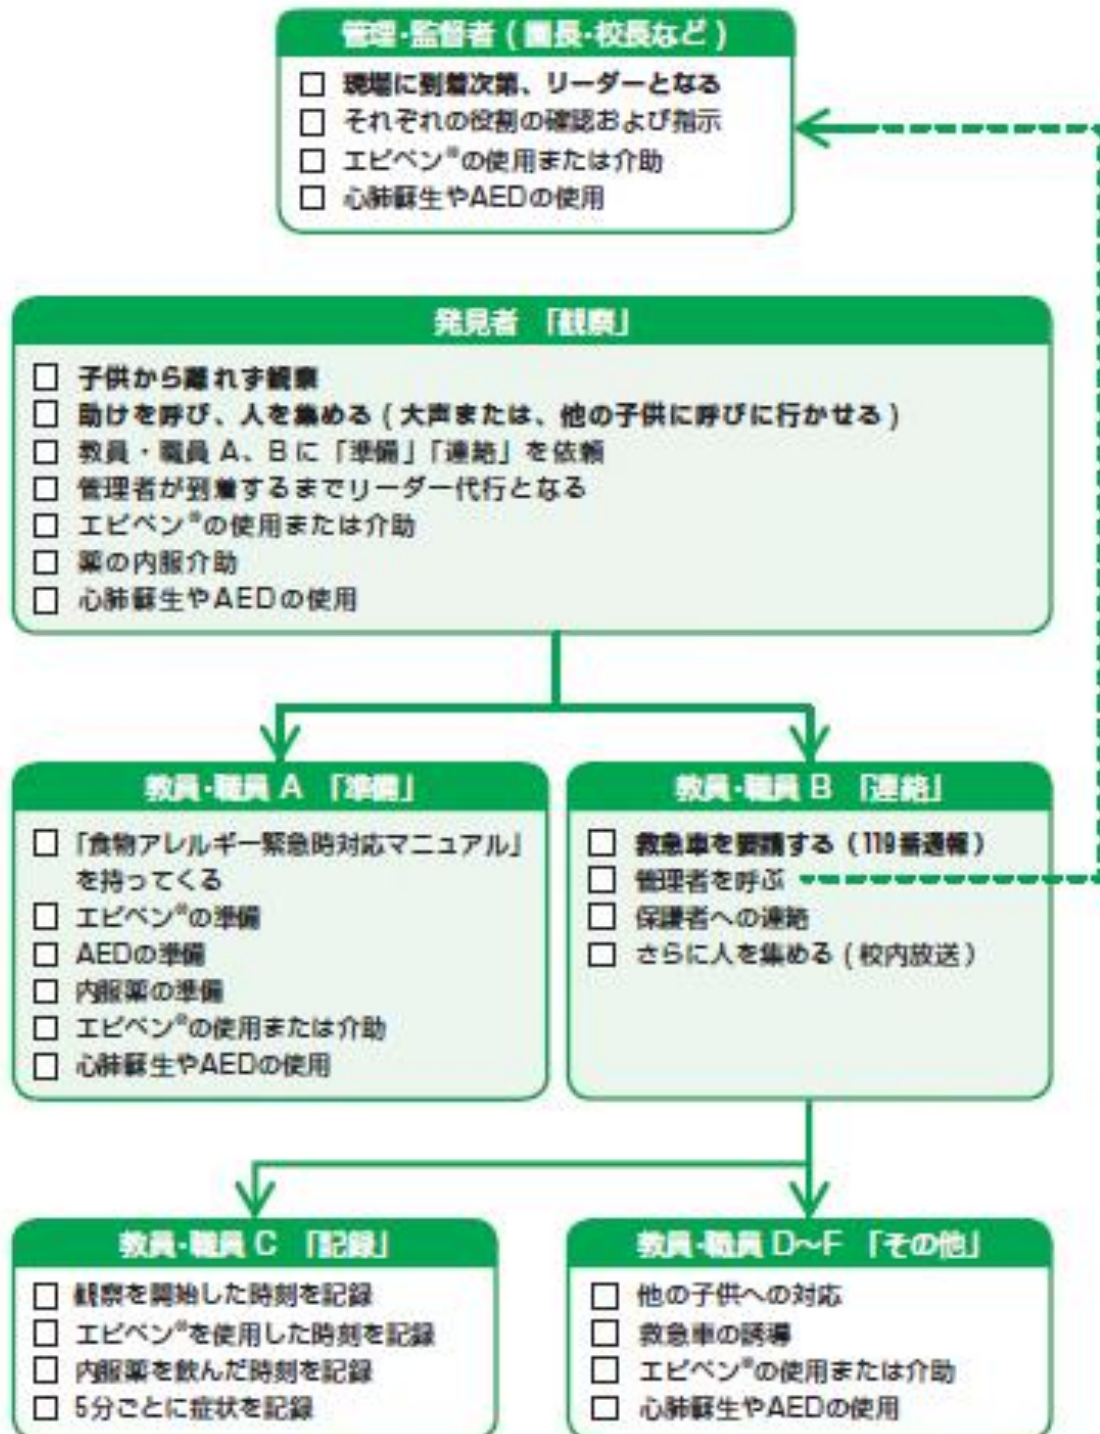 管理・監督者（園長・校長など）
□ 現場に到着次第、リーダーとなる
□ それぞれの役割の確認および指示
□ エピペン®の使用または介助
□ 心肺蘇生やAEDの使用
発見者 「観察」
□ 子供から離れず観察
□ 助けを呼び、人を集める（大声または、他の子供に呼びに行かせる）
□ 教員・職員 A、B に「準備」「連絡」を依頼
□ 管理者が到着するまでリーダー代行となる
□ エピペン®の使用または介助
□ 薬の内服介助
□ 心肺蘇生やAEDの使用
教員・職員 A 「準備」
□ 「食物アレルギー緊急時対応マニュアル」
を持ってくる
□ エピペン®の準備
□ AEDの準備
□ 内服薬の準備
□ エピペン®の使用または介助
□ 心肺蘇生やAEDの使用
教員・職員 B 「連絡」
□ 救急車を要請する（119番通報）
□ 管理者を呼ぶ
□ 保護者への連絡
□ さらに人を集める（校内放送）
教員・職員 C 「記録」
□ 観察を開始した時刻を記録
□ エピペン®を使用した時刻を記録
□ 内服薬を飲んだ時刻を記録
□ 5分ごとに症状を記録
教員・職員 D～F 「その他」
□ 他の子供への対応
□ 救急車の誘導
□ エピペン®の使用または介助
□ 心肺蘇生やAEDの使用